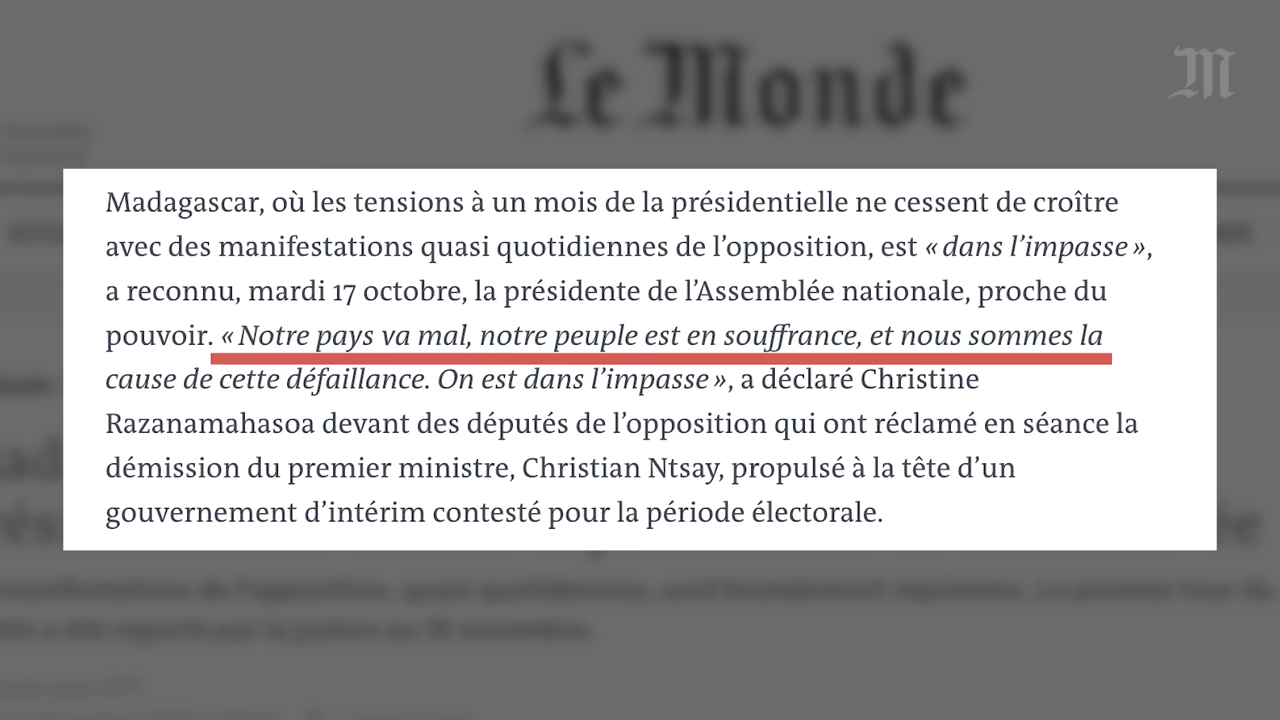 Le Monde
M
Madagascar, où les tensions à un mois de la présidentielle ne cessent de croître
avec des manifestations quasi quotidiennes de l’opposition, est « dans l’impasse »,
a reconnu, mardi 17 octobre, la présidente de l’Assemblée nationale, proche du
pouvoir. « Notre pays va mal, notre peuple est en souffrance, et nous sommes la
cause de cette défaillance. On est dans l’impasse », a déclaré Christine
Razanamahasoa devant des députés de l’opposition qui ont réclamé en séance la
démission du premier ministre, Christian Ntsay, propulsé à la tête d’un
gouvernement d’intérim contesté pour la période électorale.